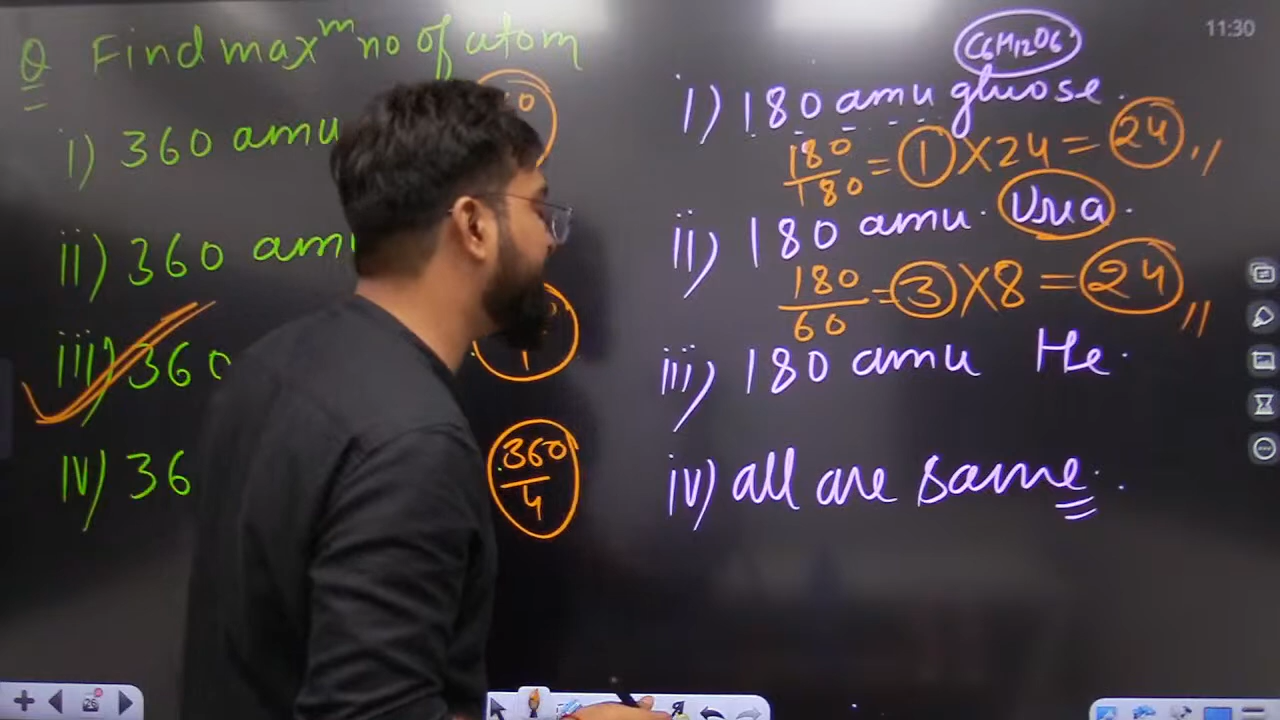 Q Find maxᵐ no of atom
i) 360 amu
ii) 360 am
iii) 360
iv) 36
360
4
C6H12O6
i) 180 amu glucose.
180
180
= 1 × 24 = 24
ii) 180 amu. Urea.
180
60
= 3 × 8 = 24
iii) 180 amu He.
iv) all are same.
11:30
26